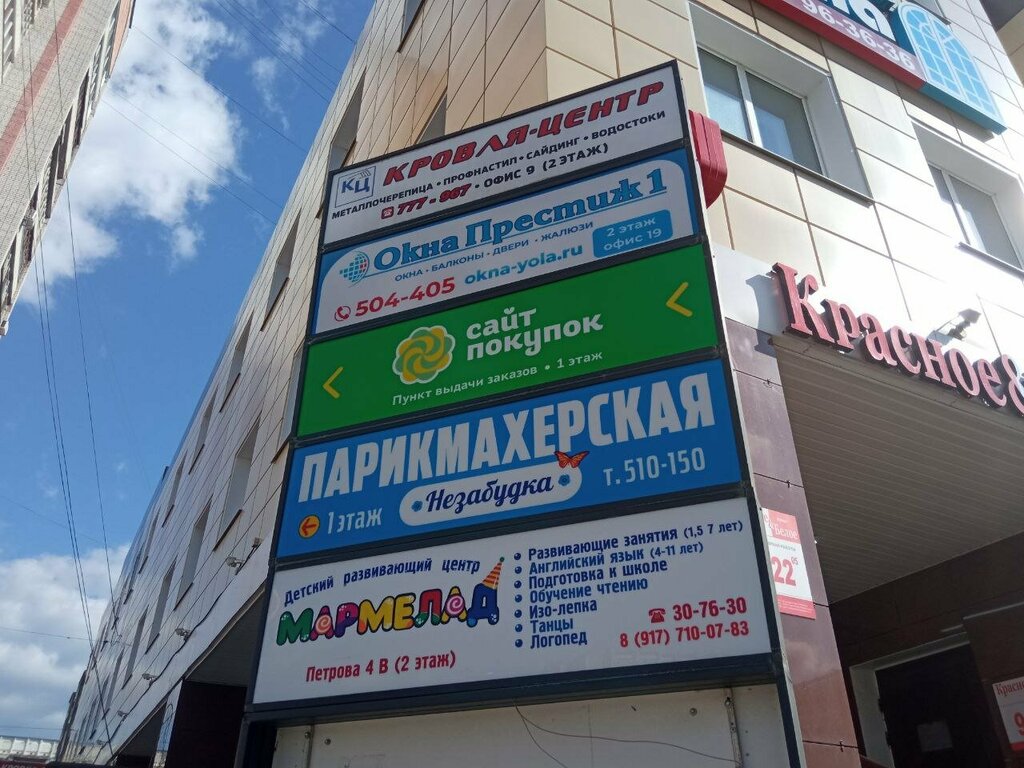 96-36-36
КЦ
КРОВЛЯ-ЦЕНТР
МЕТАЛЛОЧЕРЕПИЦА • ПРОФНАСТИЛ • САЙДИНГ • ВОДОСТОКИ
777-967 • ОФИС 9 (2 ЭТАЖ)
Окна Престиж 1
ОКНА • БАЛКОНЫ • ДВЕРИ • ЖАЛЮЗИ
504-405 okna-yola.ru
2 этаж
офис 19
сайт
покупок
Пункт выдачи заказов • 1 этаж
ПАРИКМАХЕРСКАЯ
Незабудка
1 этаж
т. 510-150
Детский развивающий центр
МАРМЕЛАД
Петрова 4 В (2 этаж)
• Развивающие занятия (1,5 7 лет)
• Английский язык (4-11 лет)
• Подготовка к школе
• Обучение чтению
• Изо-лепка
• Танцы
• Логопед
30-76-30
8 (917) 710-07-83
Красное&
Белое
22